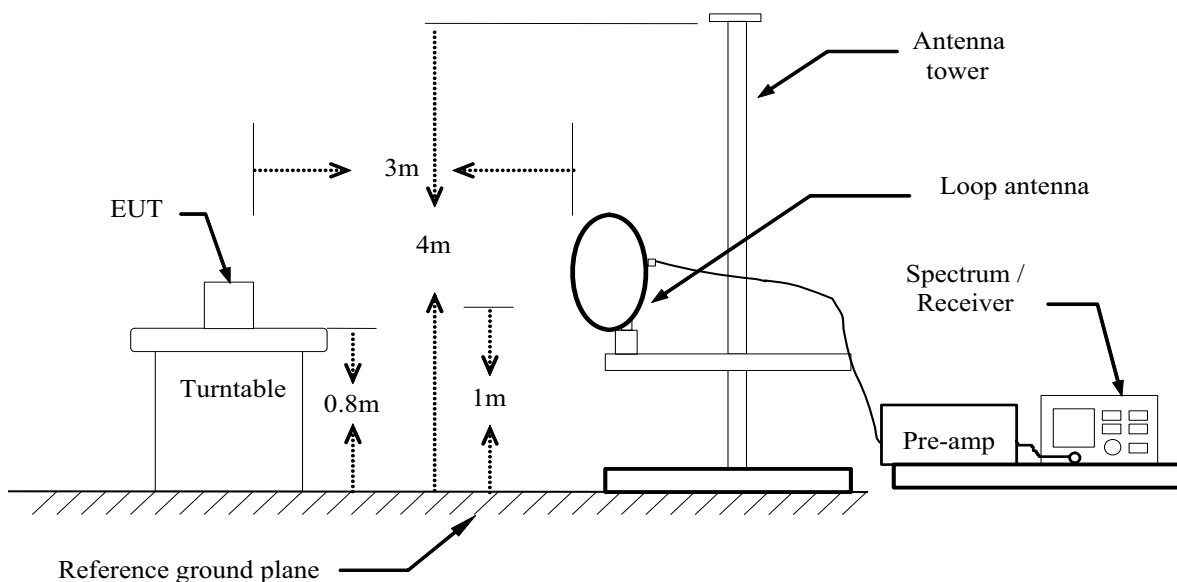 Antenna
tower
3m
Loop antenna
EUT
4m
Spectrum /
Receiver
Turntable
0.8m
1m
Pre-amp
Reference ground plane